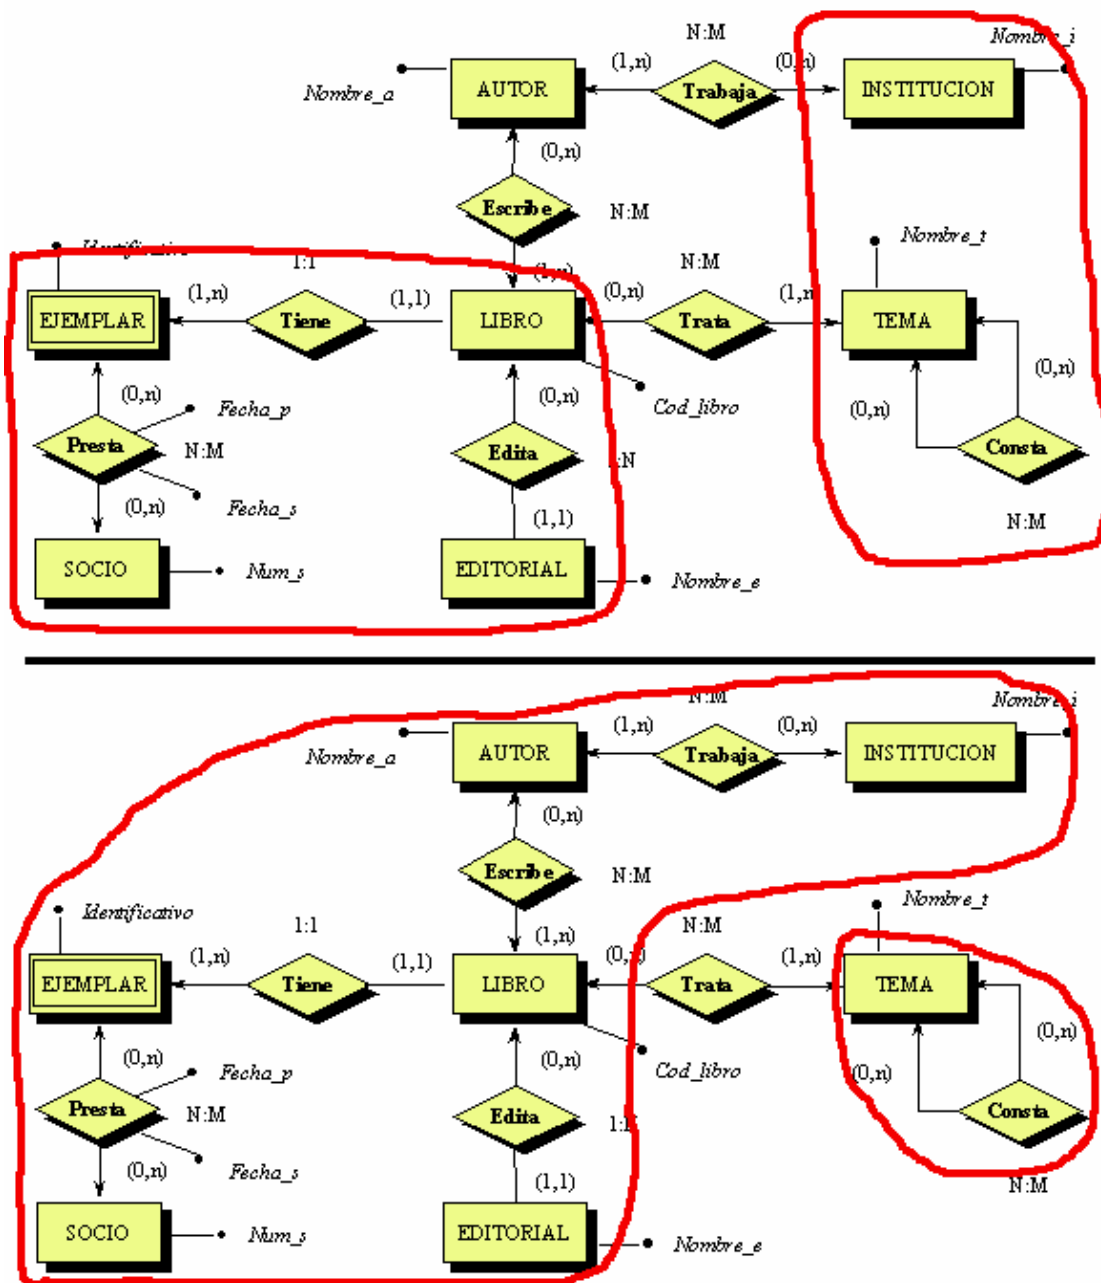 N:M
Nombre_i
Nombre_a
AUTOR
(1,n)
Trabaja
(0,n)
INSTITUCION
(0,n)
Escribe
N:M
Identificativo
1:1
(1,n)
N:M
Nombre_t
EJEMPLAR
(1,n)
Tiene
(1,1)
LIBRO
(0,n)
Trata
(1,n)
TEMA
(0,n)
Fecha_p
(0,n)
Cod_libro
(0,n)
(0,n)
Presta
N:M
Edita
Consta
(0,n)
Fecha_s
(1,1)
N:M
SOCIO
Num_s
EDITORIAL
Nombre_e
N:M
Nombre_i
Nombre_a
AUTOR
(1,n)
Trabaja
(0,n)
INSTITUCION
(0,n)
Escribe
N:M
Identificativo
1:1
(1,n)
N:M
Nombre_t
EJEMPLAR
(1,n)
Tiene
(1,1)
LIBRO
(0,n)
Trata
(1,n)
TEMA
(0,n)
Fecha_p
(0,n)
Cod_libro
(0,n)
(0,n)
Presta
N:M
Edita
Consta
(0,n)
Fecha_s
(1,1)
N:M
SOCIO
Num_s
EDITORIAL
Nombre_e